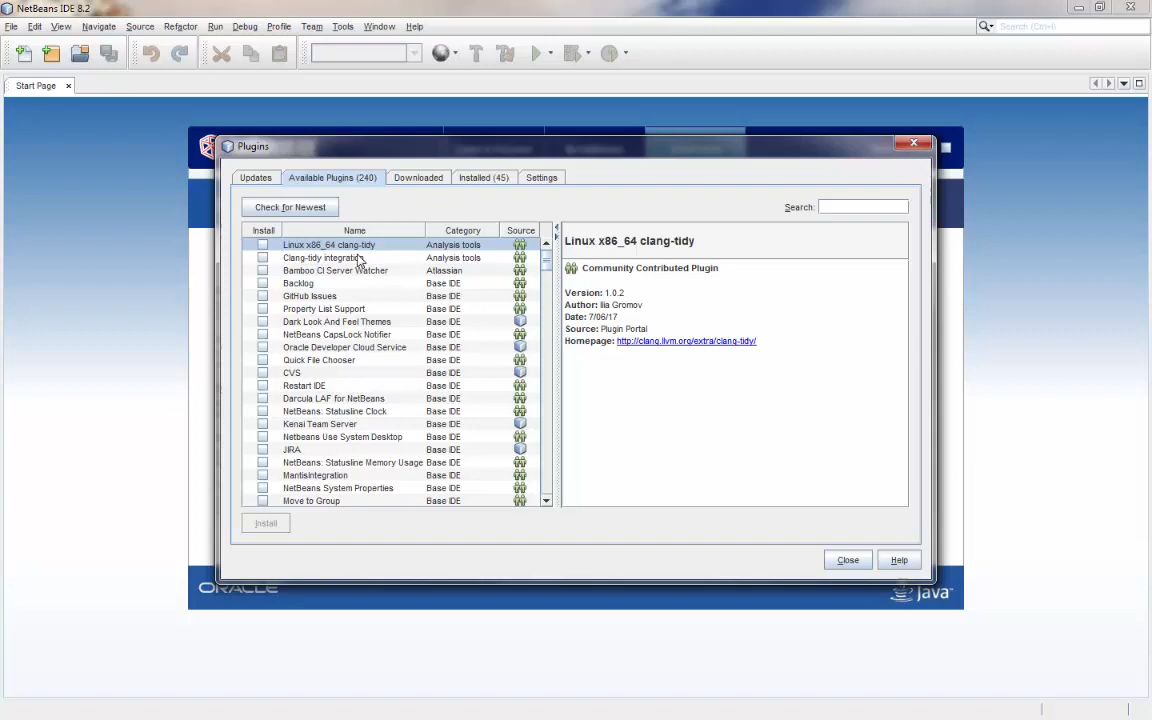 NetBeans IDE 8.2
File Edit View Navigate Source Refactor Run Debug Profile Team Tools Window Help
Search (Ctrl+I)
Start Page
Plugins
Updates Available Plugins (240) Downloaded Installed (45) Settings
Check for Newest Search:
Install Name Category Source
Linux x86_64 clang-tidy Analysis tools
Clang-tidy integration Analysis tools
Bamboo CI Server Watcher Atlassian
Backlog Base IDE
GitHub Issues Base IDE
Property List Support Base IDE
Dark Look And Feel Themes Base IDE
NetBeans CapsLock Notifier Base IDE
Oracle Developer Cloud Service Base IDE
Quick File Chooser Base IDE
CVS Base IDE
Restart IDE Base IDE
Darcula LAF for NetBeans Base IDE
NetBeans: Statusline Clock Base IDE
Kenai Team Server Base IDE
Netbeans Use System Desktop Base IDE
JIRA Base IDE
NetBeans: Statusline Memory Usage Base IDE
MantisIntegration Base IDE
NetBeans System Properties Base IDE
Move to Group Base IDE
Linux x86_64 clang-tidy
Community Contributed Plugin
Version: 1.0.2
Author: Ilia Gromov
Date: 7/06/17
Source: Plugin Portal
Homepage: http://clang.llvm.org/extra/clang-tidy/
Install
Close Help
ORACLE
Java